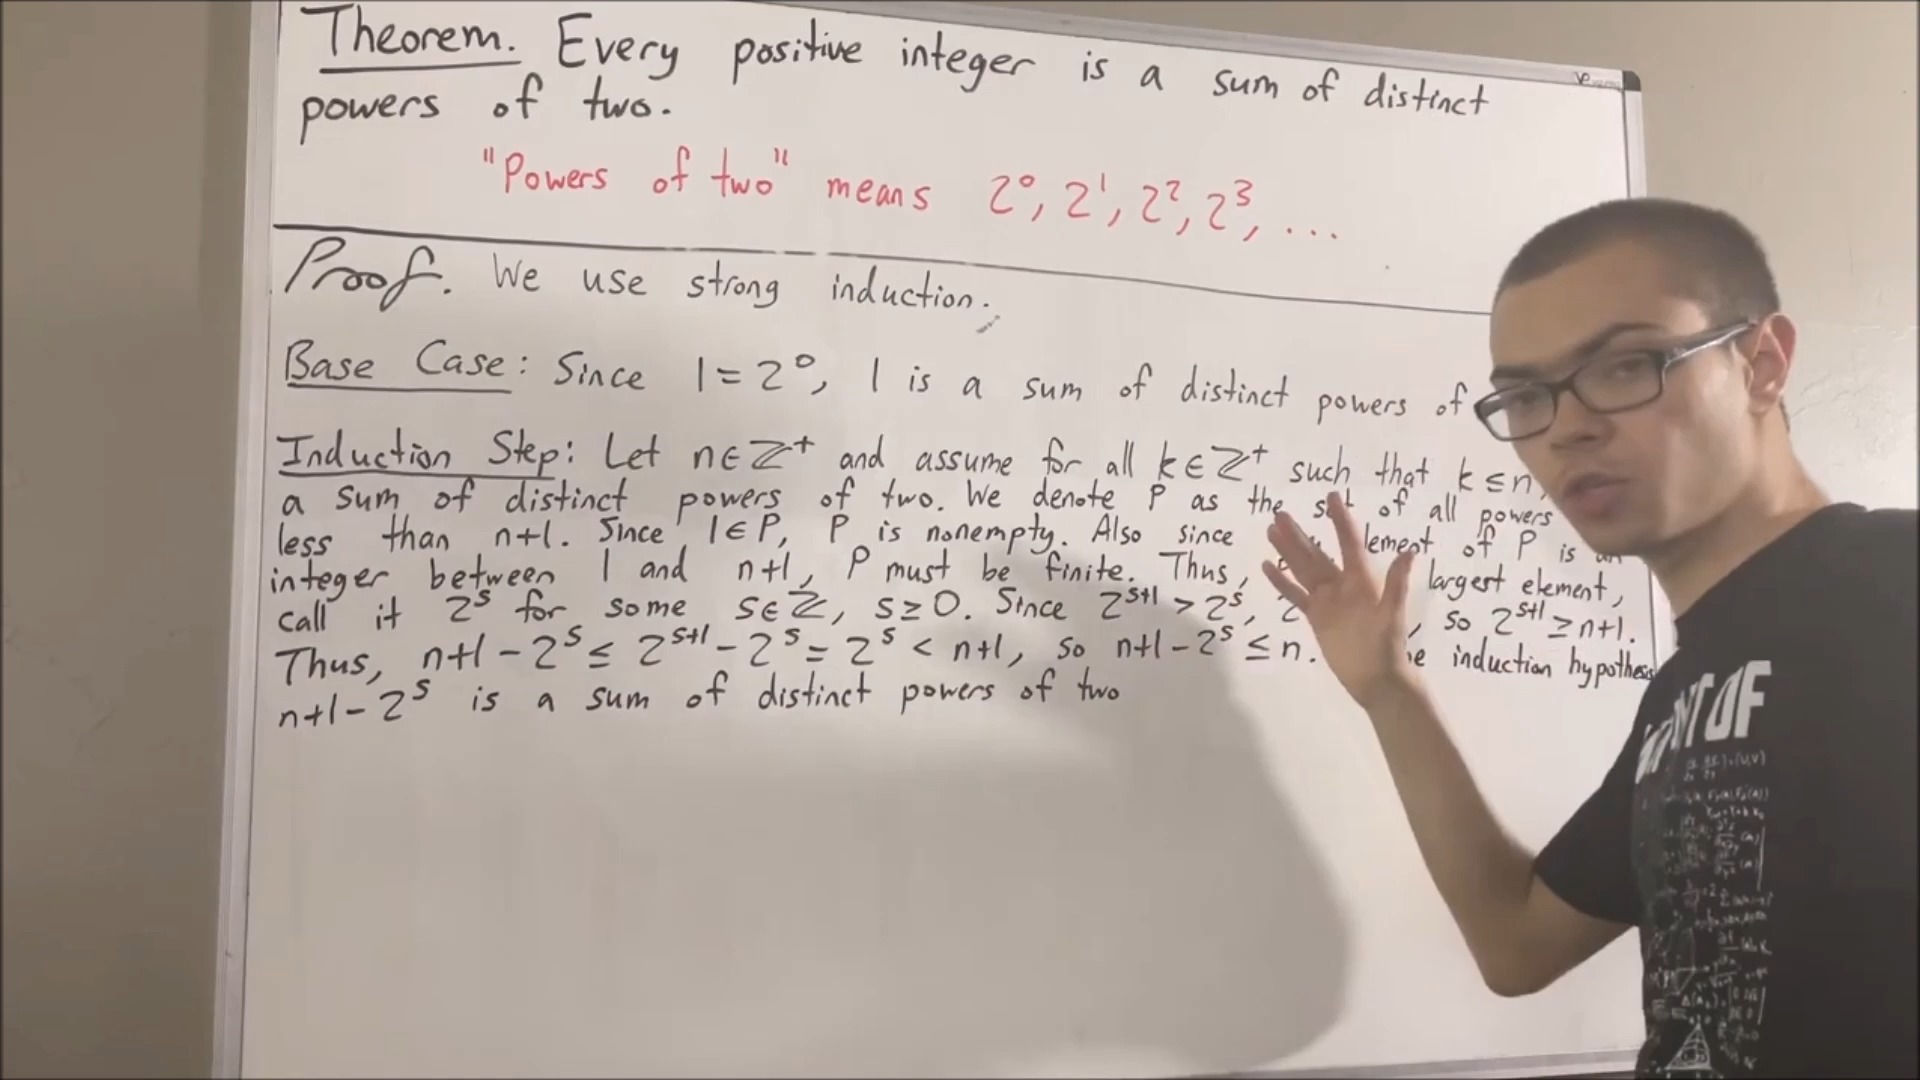 Theorem. Every positive integer is a sum of distinct
powers of two.
"Powers of two" means 2⁰, 2¹, 2², 2³, ...
Proof. We use strong induction.
Base Case: Since 1 = 2⁰, 1 is a sum of distinct powers of
Induction Step: Let n∈ℤ⁺ and assume for all k∈ℤ⁺ such that k≤n,
a sum of distinct powers of two. We denote P as the set of all powers
less than n+1. Since 1∈P, P is nonempty. Also since element of P is an
integer between 1 and n+1, P must be finite. Thus, largest element,
call it 2ˢ for some s∈ℤ, s≥0. Since 2ˢ⁺¹ > 2ˢ, 2 , so 2ˢ⁺¹ ≥ n+1.
Thus, n+1 - 2ˢ ≤ 2ˢ⁺¹ - 2ˢ = 2ˢ < n+1, so n+1 - 2ˢ ≤ n. induction hypothesis
n+1 - 2ˢ is a sum of distinct powers of two